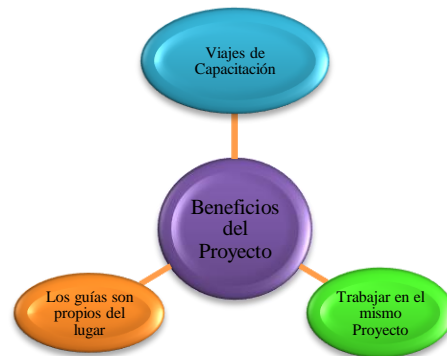 Viajes de
Capacitación
Beneficios
del
Proyecto
Los guías son
propios del
lugar
Trabajar en el
mismo
Proyecto